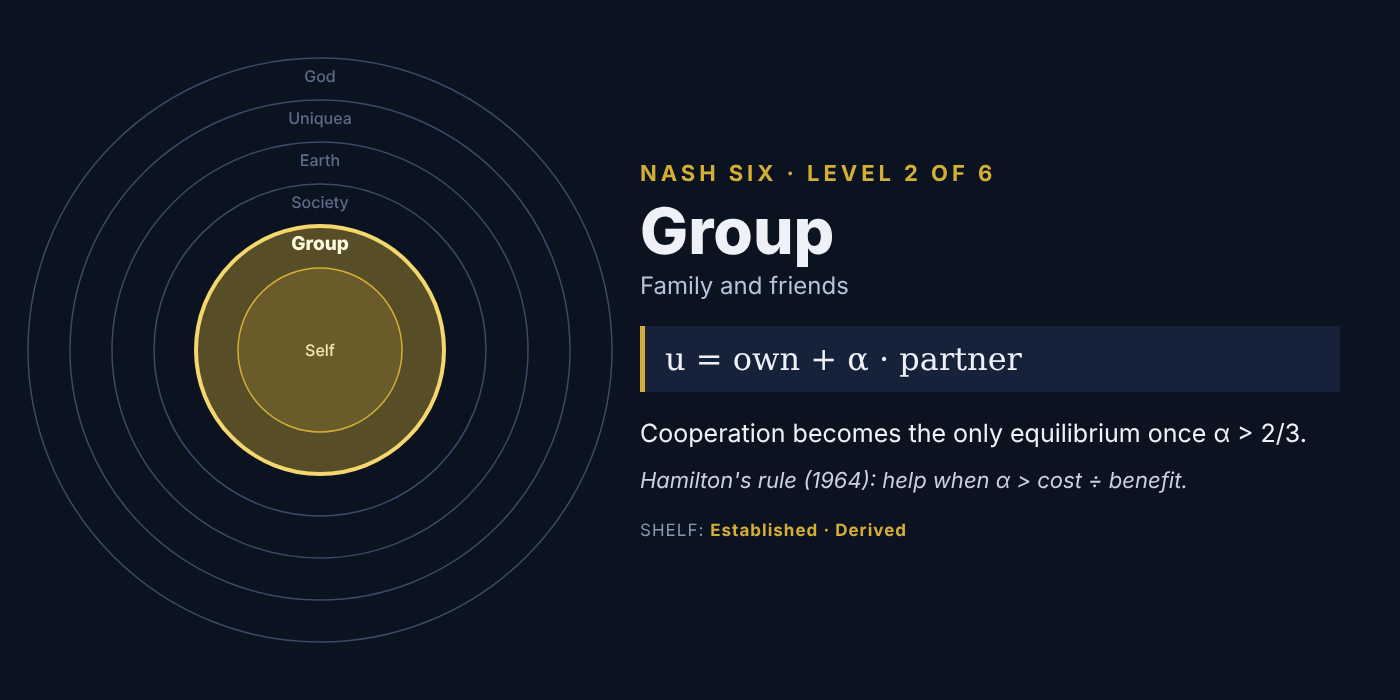 God
Uniquea
Earth
Society
Group
Self
NASH SIX · LEVEL 2 OF 6
Group
Family and friends
u = own + α · partner
Cooperation becomes the only equilibrium once α > 2/3.
Hamilton's rule (1964): help when α > cost ÷ benefit.
SHELF: Established · Derived